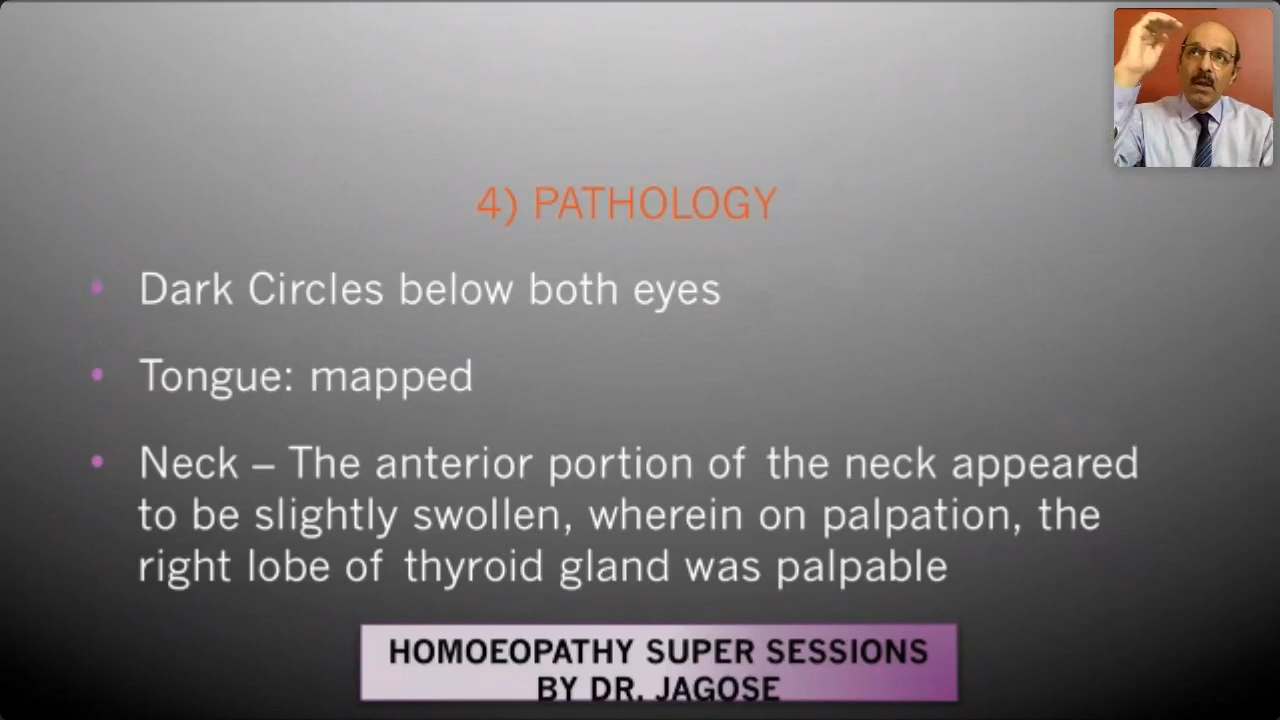 4) PATHOLOGY
• Dark Circles below both eyes
• Tongue: mapped
• Neck – The anterior portion of the neck appeared
to be slightly swollen, wherein on palpation, the
right lobe of thyroid gland was palpable
HOMOEOPATHY SUPER SESSIONS
BY DR. JAGOSE